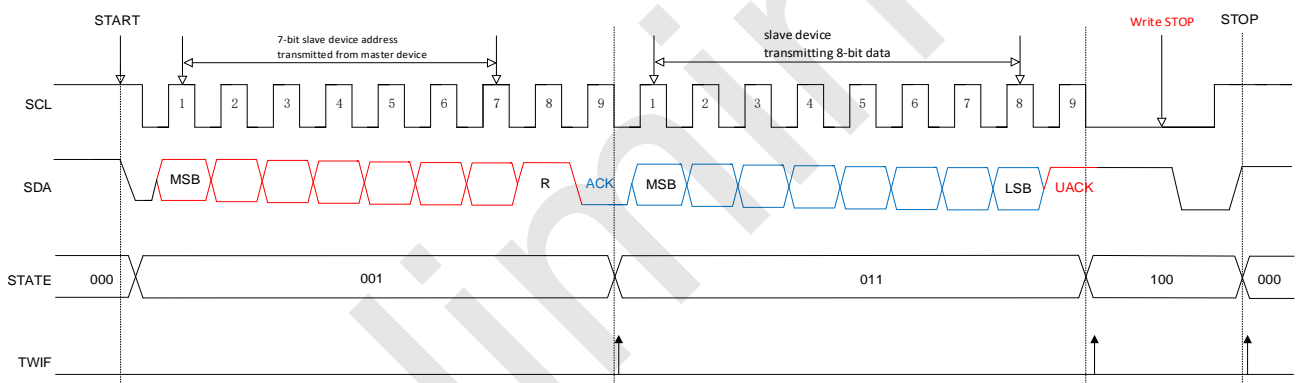 START
Write STOP
STOP
7-bit slave device address
transmitted from master device
slave device
transmitting 8-bit data
SCL
1 2 3 4 5 6 7 8 9 1 2 3 4 5 6 7 8 9
SDA
MSB R ACK MSB LSB UACK
STATE
000 001 011 100 000
TWIF